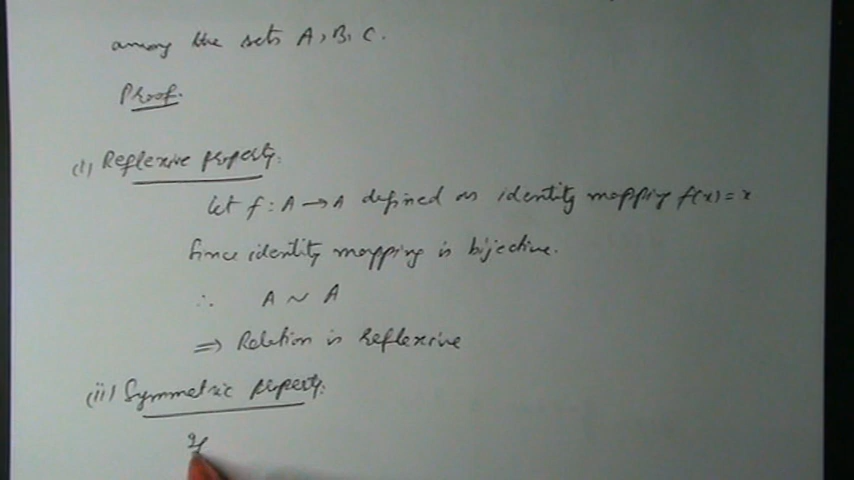 among the sets A, B, C.
Proof.
(i) Reflexive property:
Let f : A → A defined as identity mapping f(x) = x
Since identity mapping is bijective.
∴ A ~ A
⇒ Relation is Reflexive
(ii) Symmetric property:
If